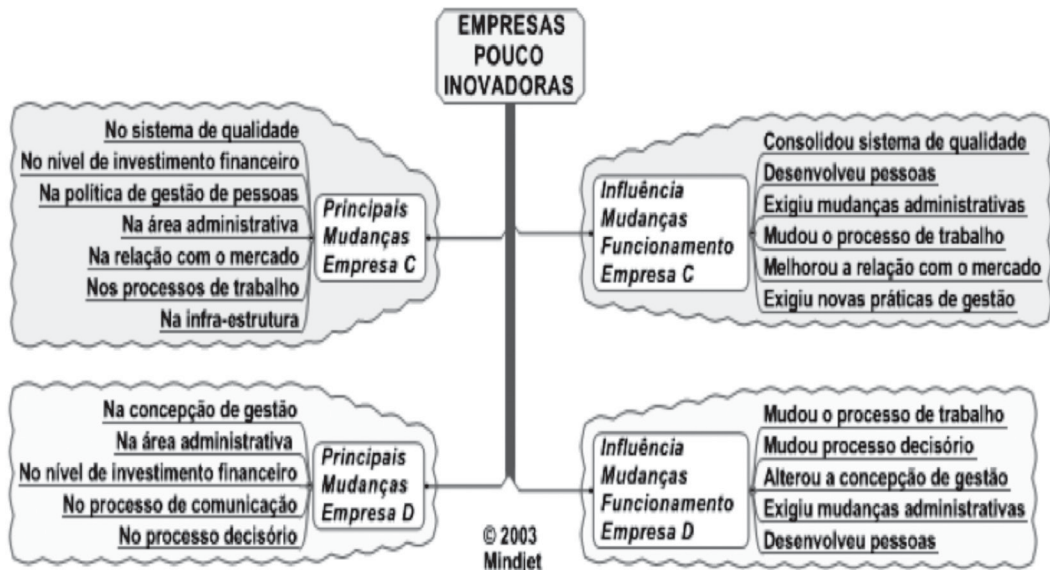 EMPRESAS
POUCO
INOVADORAS
No sistema de qualidade
No nível de investimento financeiro
Na política de gestão de pessoas
Na área administrativa
Na relação com o mercado
Nos processos de trabalho
Na infra-estrutura
Principais
Mudanças
Empresa C
Influência
Mudanças
Funcionamento
Empresa C
Consolidou sistema de qualidade
Desenvolveu pessoas
Exigiu mudanças administrativas
Mudou o processo de trabalho
Melhorou a relação com o mercado
Exigiu novas práticas de gestão
Na concepção de gestão
Na área administrativa
No nível de investimento financeiro
No processo de comunicação
No processo decisório
Principais
Mudanças
Empresa D
Influência
Mudanças
Funcionamento
Empresa D
Mudou o processo de trabalho
Mudou processo decisório
Alterou a concepção de gestão
Exigiu mudanças administrativas
Desenvolveu pessoas
© 2003
Mindjet